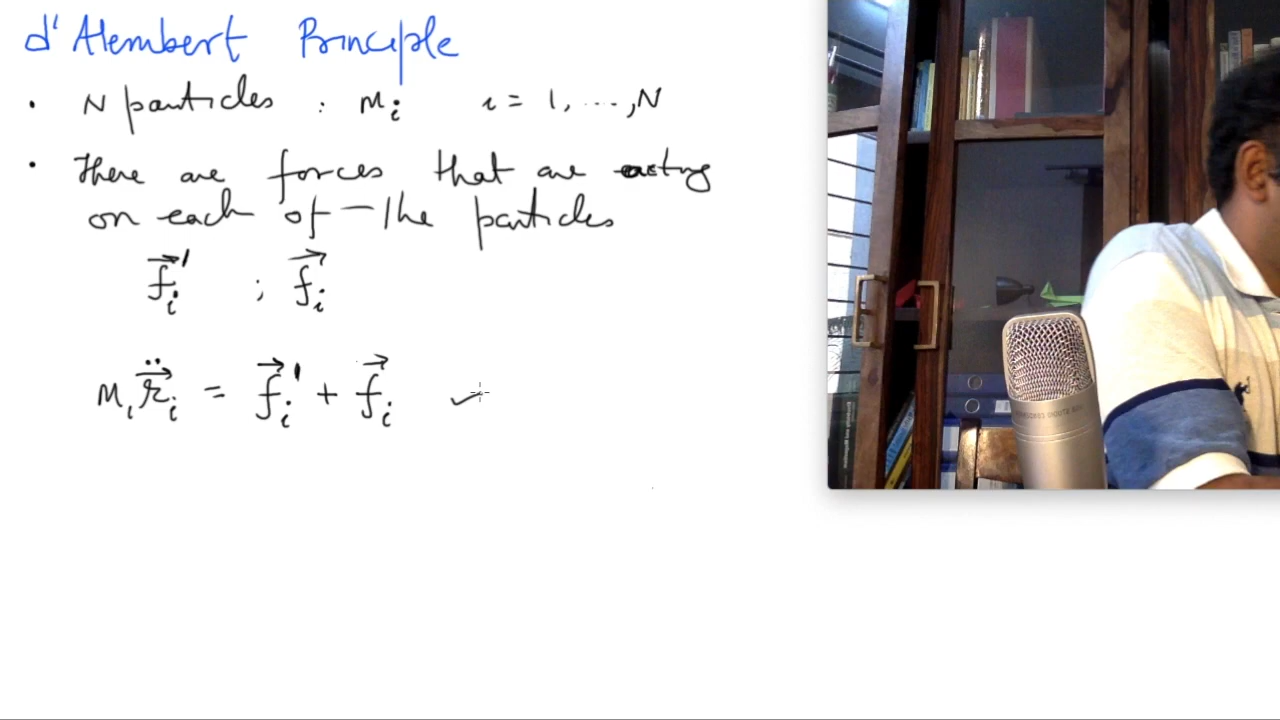 d'Alembert Principle
• N particles : mᵢ i = 1, ..., N
• There are forces that are acting
on each of the particles
f⃗ᵢ' ; f⃗ᵢ
mᵢ r̈⃗ᵢ = f⃗ᵢ' + f⃗ᵢ ✓